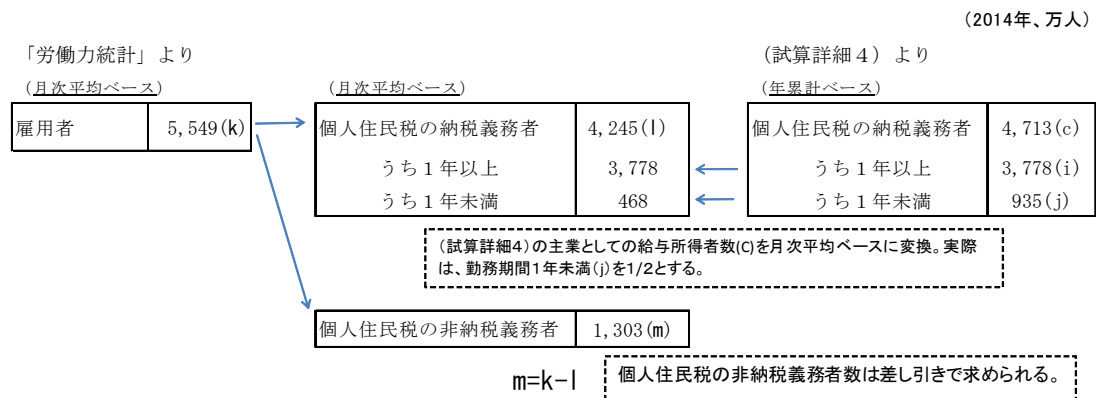 （2014年、万人）
「労働力統計」より
（試算詳細４）より
（月次平均ベース）
（月次平均ベース）
（年累計ベース）
雇用者 5,549(k)
個人住民税の納税義務者 4,245(l)
個人住民税の納税義務者 4,713(c)
うち１年以上 3,778
うち１年以上 3,778(i)
うち１年未満 468
うち１年未満 935(j)
（試算詳細４）の主業としての給与所得者数(C)を月次平均ベースに変換。実際
は、勤務期間1年未満(j)を1/2とする。
個人住民税の非納税義務者 1,303(m)
m=k-l
個人住民税の非納税義務者数は差し引きで求められる。